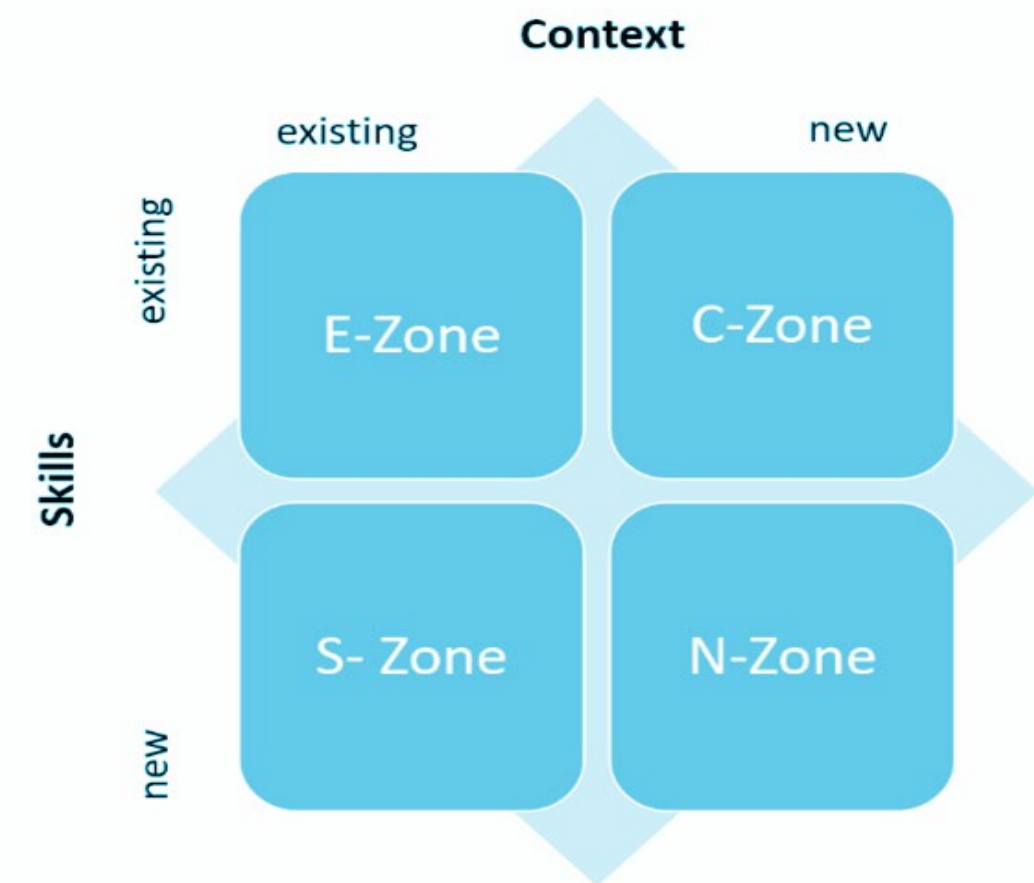 Context
existing
new
existing
E-Zone
C-Zone
Skills
S- Zone
N-Zone
new